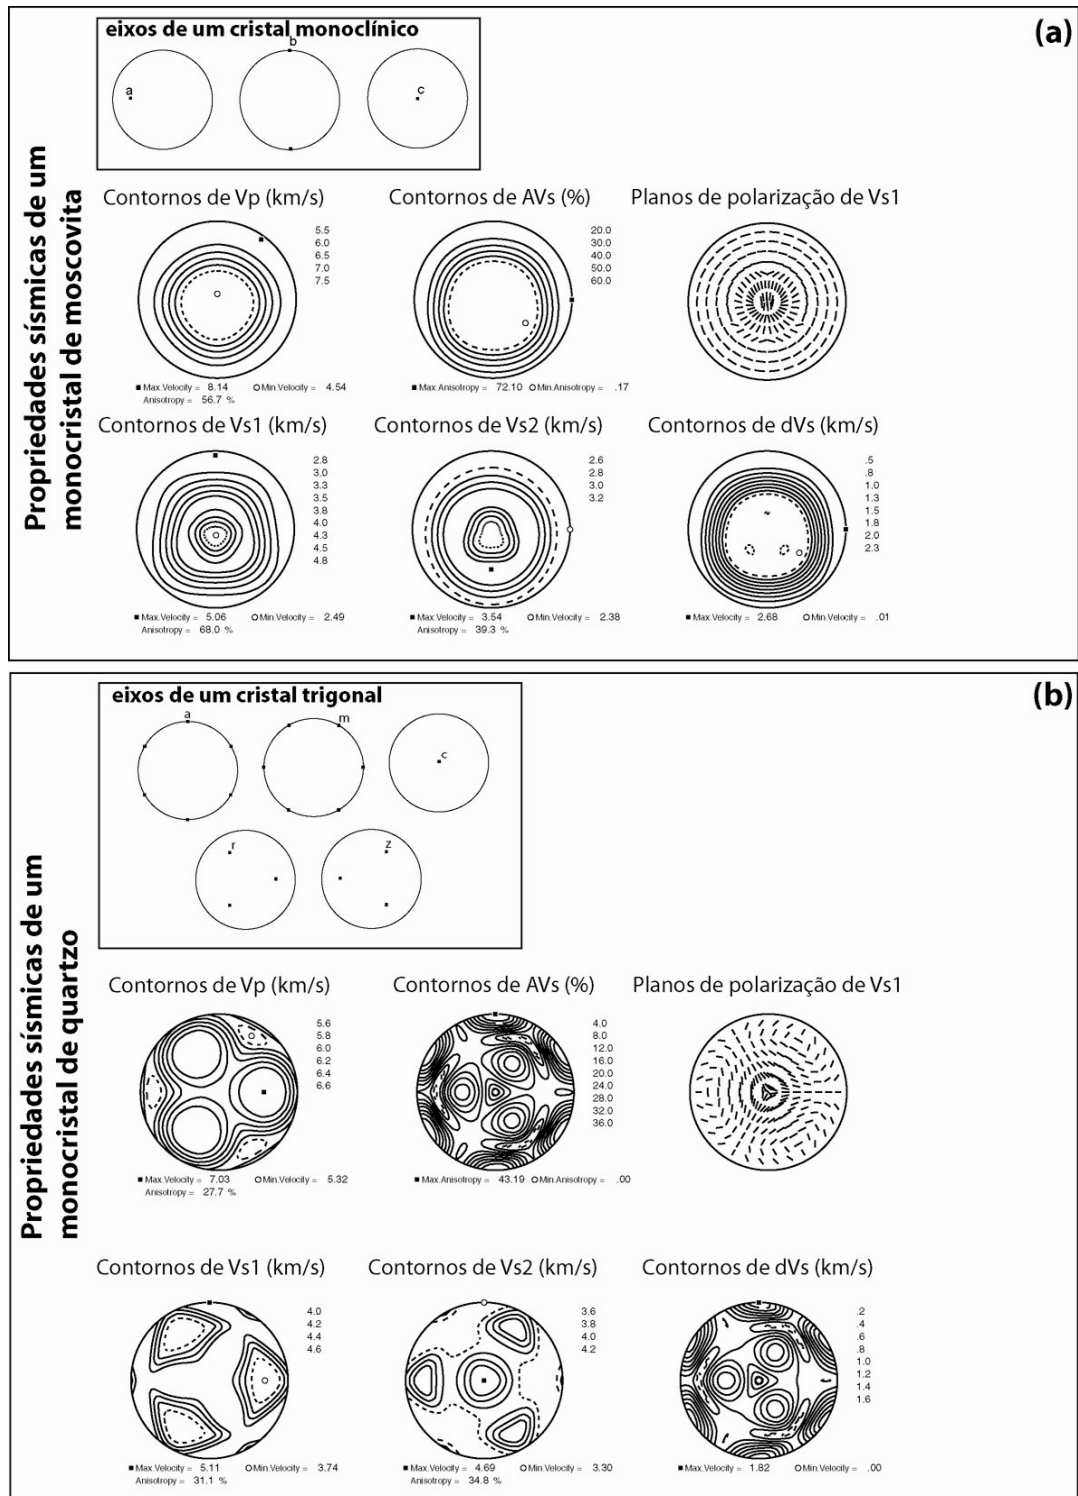 eixos de um cristal monoclínico
(a)
a
b
c
Propriedades sísmicas de um
monocristal de moscovita
Contornos de Vp (km/s)
5.5
6.0
6.5
7.0
7.5
Max.Velocity = 8.14 Min.Velocity = 4.54
Anisotropy = 56.7 %
Contornos de AVs (%)
20.0
30.0
40.0
50.0
60.0
Max.Anisotropy = 72.10 Min.Anisotropy = .17
Planos de polarização de Vs1
Contornos de Vs1 (km/s)
2.8
3.0
3.3
3.5
3.8
4.0
4.3
4.5
4.8
Max.Velocity = 5.06 Min.Velocity = 2.49
Anisotropy = 68.0 %
Contornos de Vs2 (km/s)
2.6
2.8
3.0
3.2
Max.Velocity = 3.54 Min.Velocity = 2.38
Anisotropy = 39.3 %
Contornos de dVs (km/s)
.5
.8
1.0
1.3
1.5
1.8
2.0
2.3
Max.Velocity = 2.68 Min.Velocity = .01
eixos de um cristal trigonal
(b)
a
m
c
r
z
Propriedades sísmicas de um
monocristal de quartzo
Contornos de Vp (km/s)
5.6
5.8
6.0
6.2
6.4
6.6
Max.Velocity = 7.03 Min.Velocity = 5.32
Anisotropy = 27.7 %
Contornos de AVs (%)
4.0
8.0
12.0
16.0
20.0
24.0
28.0
32.0
36.0
Max.Anisotropy = 43.19 Min.Anisotropy = .00
Planos de polarização de Vs1
Contornos de Vs1 (km/s)
4.0
4.2
4.4
4.6
Max.Velocity = 5.11 Min.Velocity = 3.74
Anisotropy = 31.1 %
Contornos de Vs2 (km/s)
3.6
3.8
4.0
4.2
Max.Velocity = 4.69 Min.Velocity = 3.30
Anisotropy = 34.8 %
Contornos de dVs (km/s)
.2
.4
.6
.8
1.0
1.2
1.4
1.6
Max.Velocity = 1.82 Min.Velocity = .00